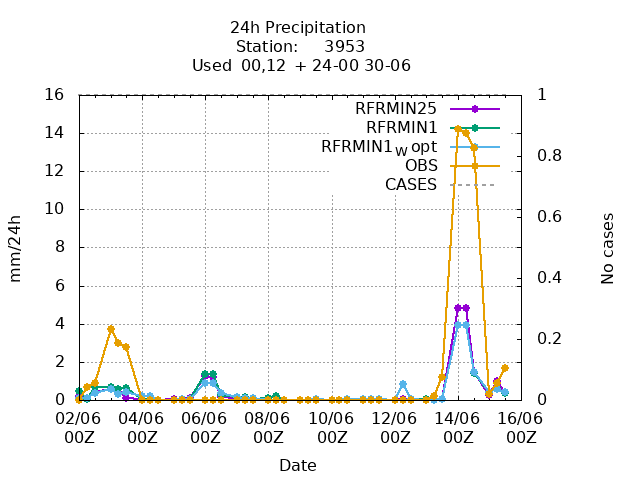 24h Precipitation
Station: 3953
Used 00,12 + 24-00 30-06
mm/24h
No cases
16
14
12
10
8
6
4
2
0
1
0.8
0.6
0.4
0.2
0
RFRMIN25
RFRMIN1
RFRMIN1w opt
OBS
CASES
02/06 04/06 06/06 08/06 10/06 12/06 14/06 16/06
00Z 00Z 00Z 00Z 00Z 00Z 00Z 00Z
Date